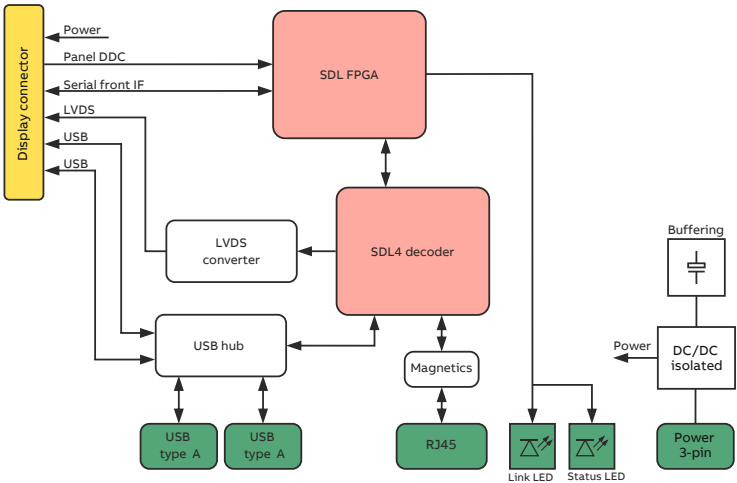 Display connector
Power
Panel DDC
Serial front IF
LVDS
USB
USB
SDL FPGA
SDL4 decoder
LVDS
converter
USB hub
Magnetics
USB
type A
USB
type A
RJ45
Link LED
Status LED
Buffering
Power
DC/DC
isolated
Power
3-pin